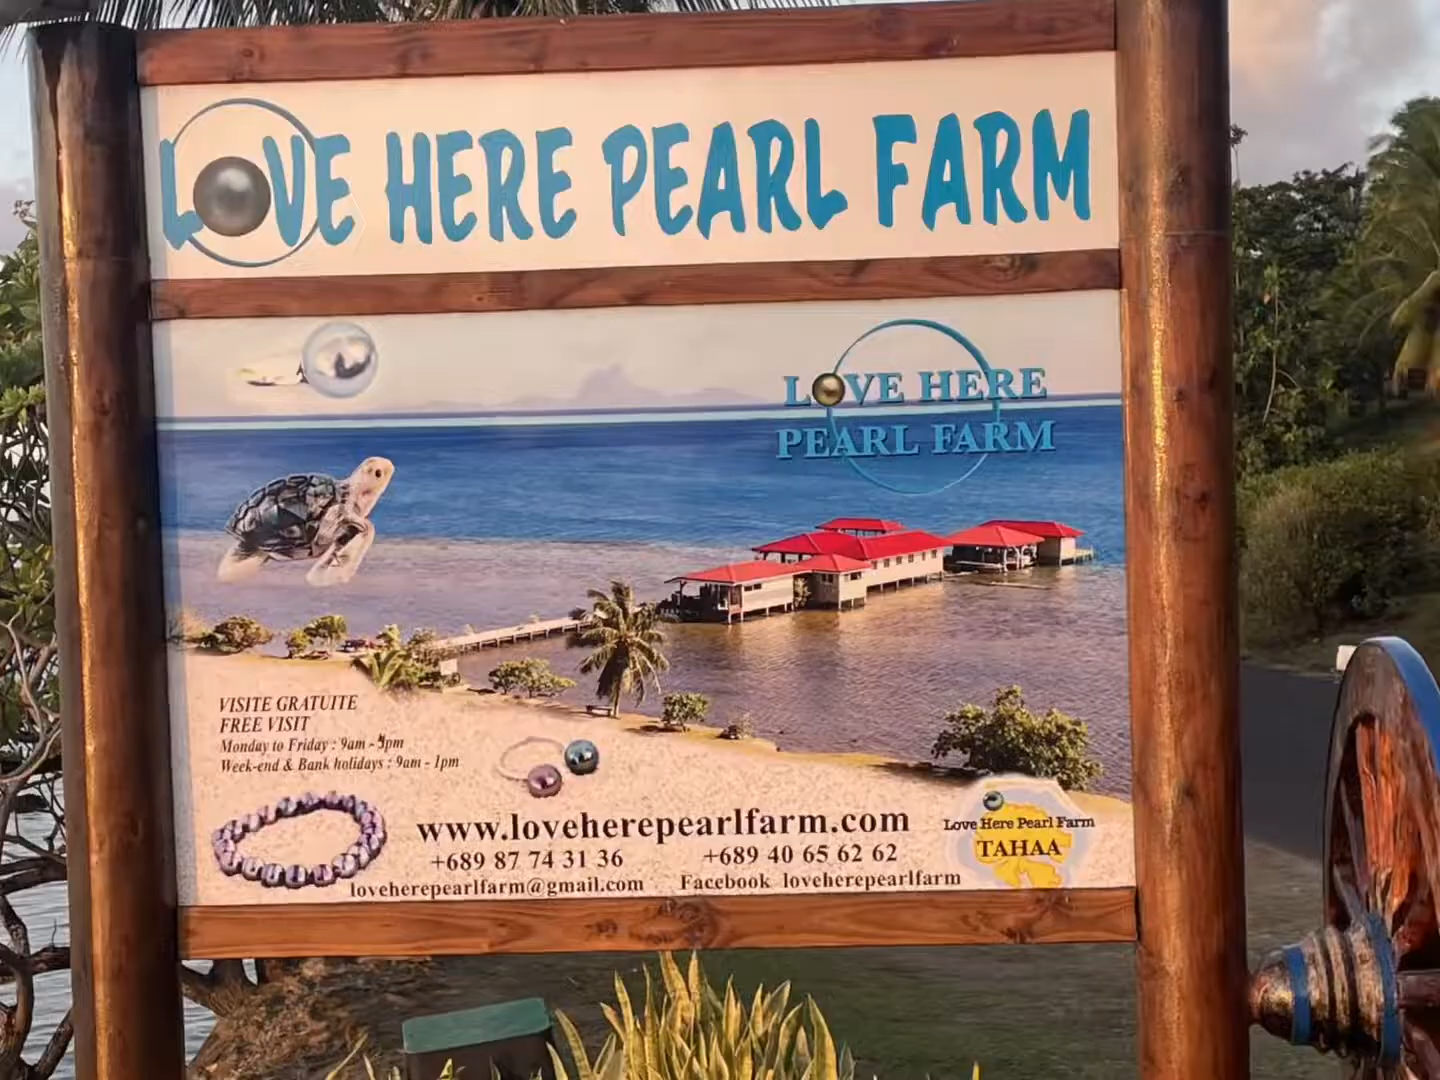 LOVE HERE PEARL FARM
LOVE HERE
PEARL FARM
VISITE GRATUITE
FREE VISIT
Monday to Friday : 9am - 3pm
Week-end & Bank holidays : 9am - 1pm
www.loveherepearlfarm.com
+689 87 74 31 36
+689 40 65 62 62
loveherepearlfarm@gmail.com
Facebook loveherepearlfarm
Love Here Pearl Farm
TAHAA